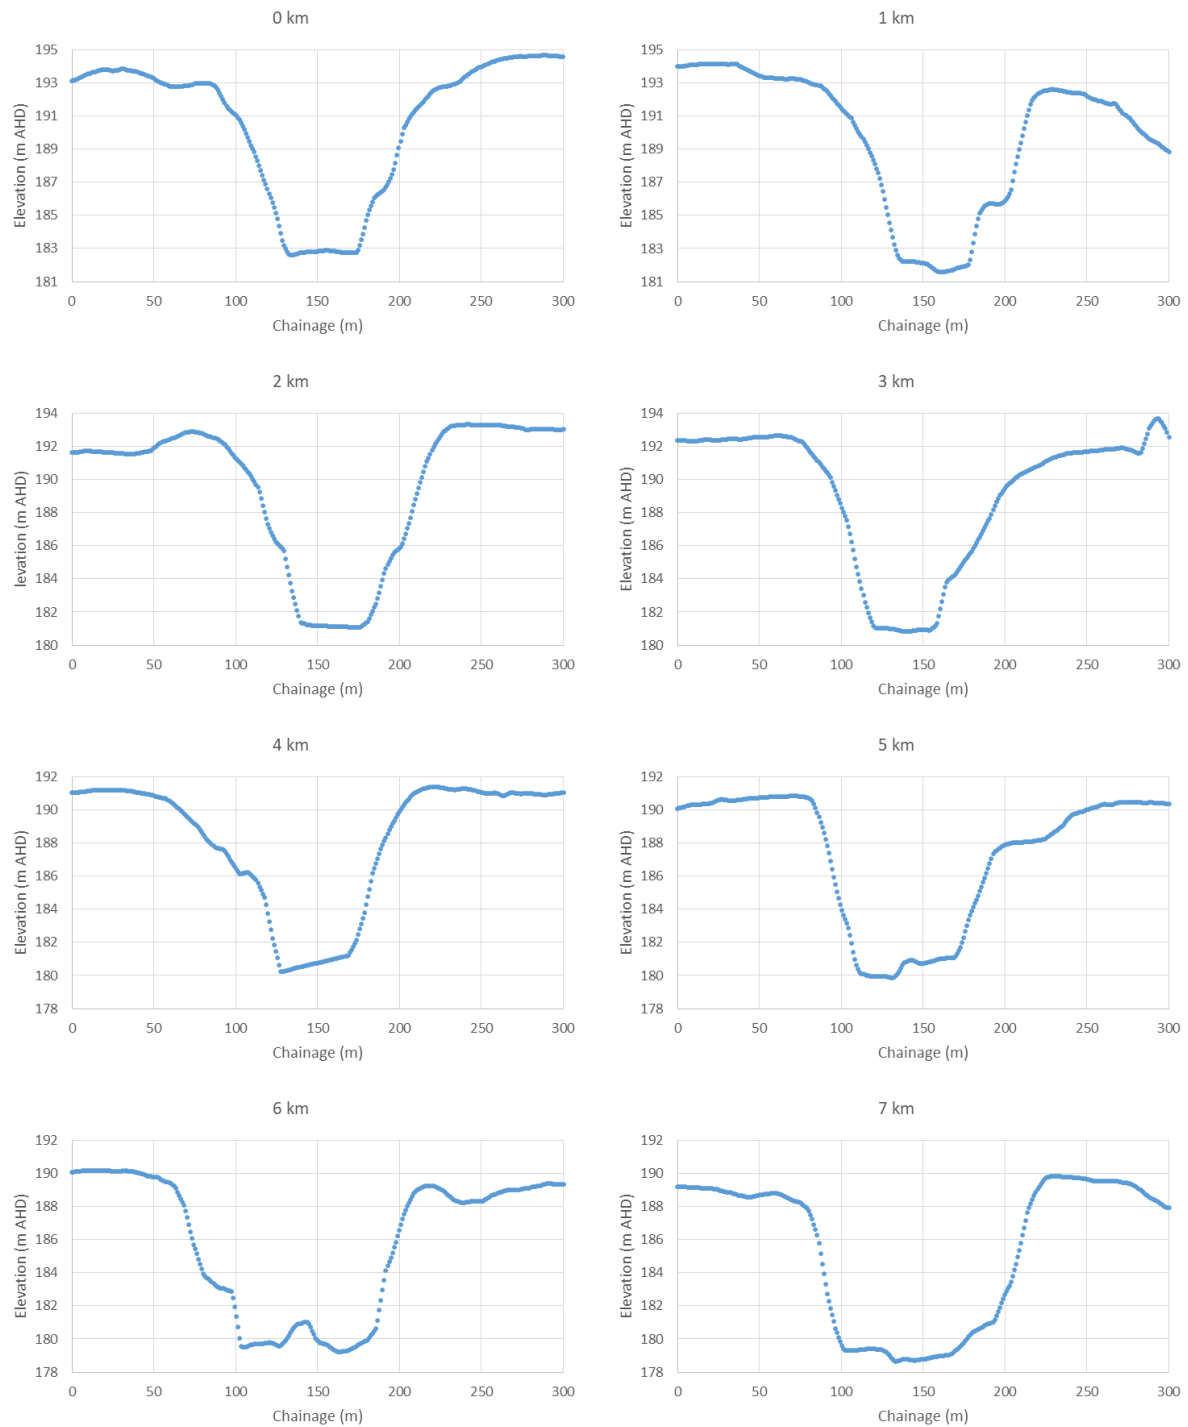 0 km
195
193
191
189
187
185
183
181
0 50 100 150 200 250 300
Elevation (m AHD)
Chainage (m)
1 km
195
193
191
189
187
185
183
181
0 50 100 150 200 250 300
Elevation (m AHD)
Chainage (m)
2 km
194
192
190
188
186
184
182
180
0 50 100 150 200 250 300
levation (m AHD)
Chainage (m)
3 km
194
192
190
188
186
184
182
180
0 50 100 150 200 250 300
Elevation (m AHD)
Chainage (m)
4 km
192
190
188
186
184
182
180
178
0 50 100 150 200 250 300
Elevation (m AHD)
Chainage (m)
5 km
192
190
188
186
184
182
180
178
0 50 100 150 200 250 300
Elevation (m AHD)
Chainage (m)
6 km
192
190
188
186
184
182
180
178
0 50 100 150 200 250 300
Elevation (m AHD)
Chainage (m)
7 km
192
190
188
186
184
182
180
178
0 50 100 150 200 250 300
Elevation (m AHD)
Chainage (m)